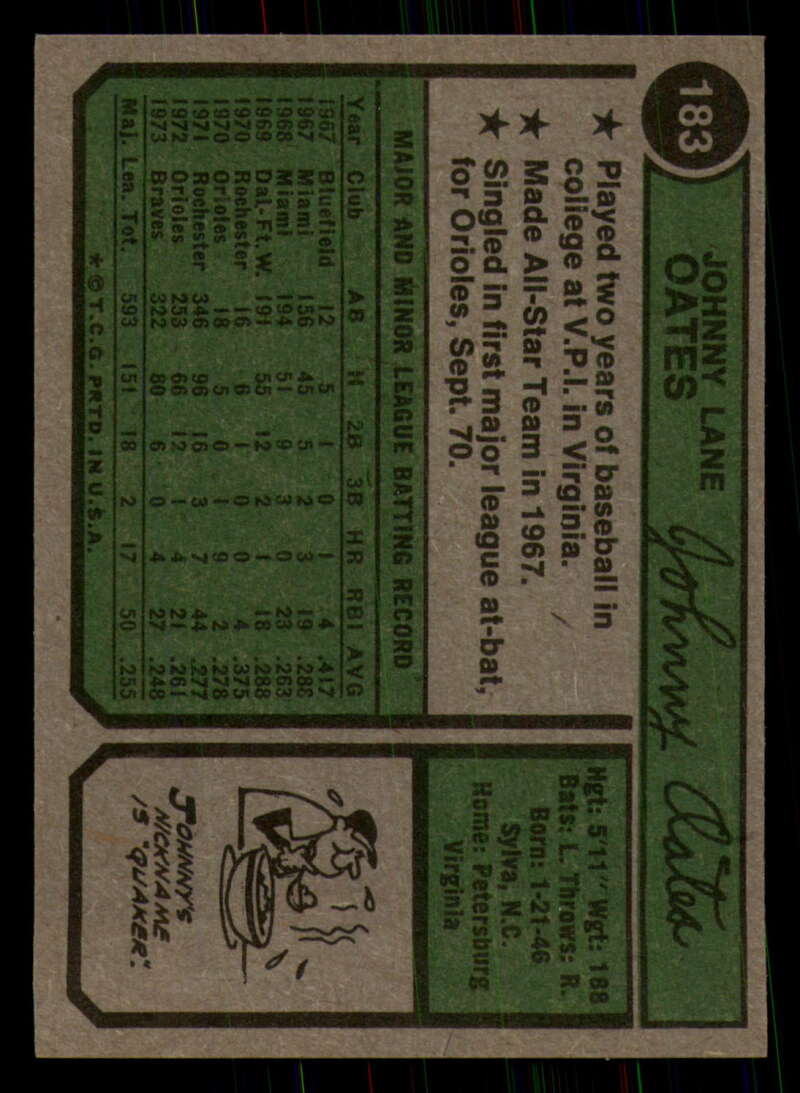 183
JOHNNY LANE
OATES
Johnny Oates
★ Played two years of baseball in
college at V.P.I. in Virginia.
★ Made All-Star Team in 1967.
★ Singled in first major league at-bat,
for Orioles, Sept. 70.
Hgt: 5'11" Wgt: 188
Bats: L. Throws: R.
Born: 1-21-46
Sylva, N.C.
Home: Petersburg
Virginia
MAJOR AND MINOR LEAGUE BATTING RECORD
Year Club AB H 2B 3B HR RBI AVG
1967 Bluefield 12 5 1 0 1 4 .417
1967 Miami 156 45 5 2 3 19 .286
1968 Miami 194 51 9 3 0 23 .263
1969 Dal.-Ft. W. 191 55 12 2 1 18 .288
1970 Rochester 16 6 1 0 0 4 .375
1970 Orioles 18 5 0 1 0 2 .278
1971 Rochester 346 96 16 3 7 44 .277
1972 Orioles 253 66 12 1 4 21 .261
1973 Braves 322 80 6 0 4 27 .248
Maj. Lea. Tot. 593 151 18 2 17 50 .255
* © T.C.G. PRTD. IN U.S.A.
JOHNNY'S
NICKNAME
IS "QUAKER".